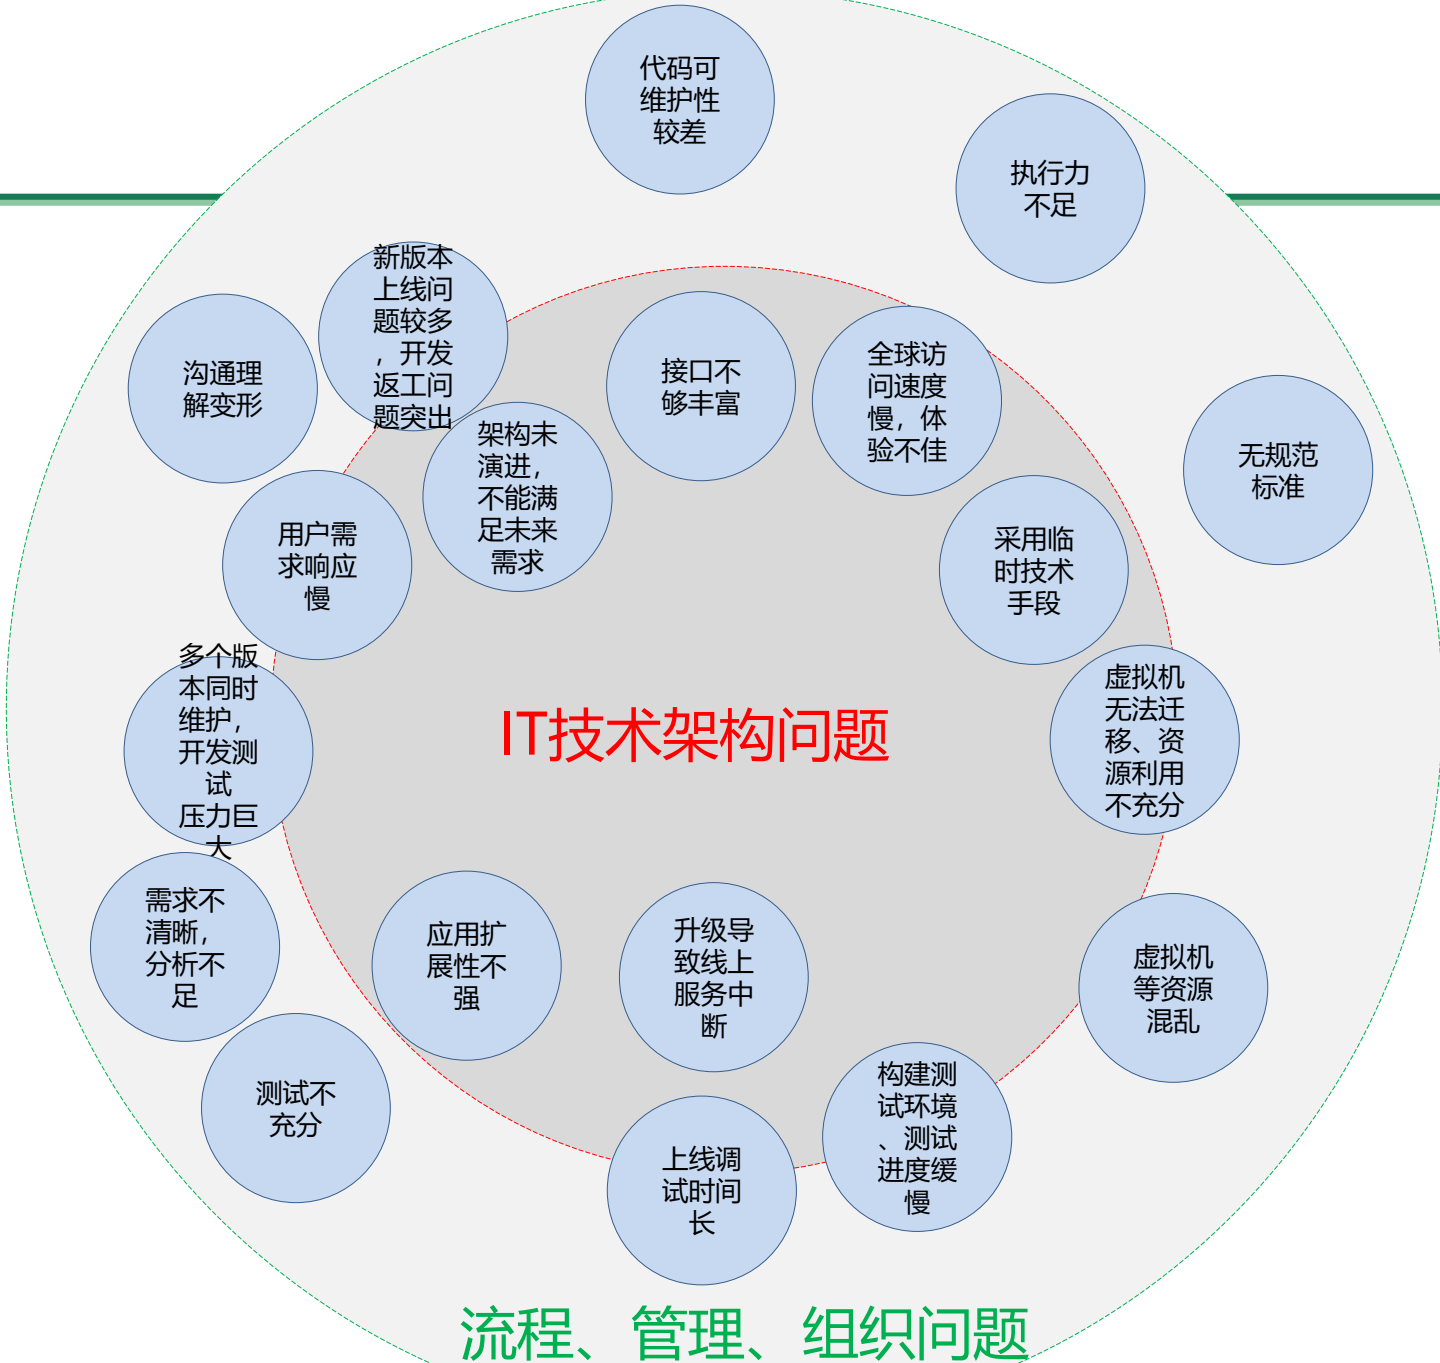 代码可
维护性
较差
执行力
不足
新版本
上线问
题较多
，开发
返工问
题突出
沟通理
解变形
接口不
够丰富
全球访
问速度
慢，体
验不佳
无规范
标准
架构未
演进，
不能满
足未来
需求
用户需
求响应
慢
采用临
时技术
手段
多个版
本同时
维护，
开发测
试
压力巨
大
IT技术架构问题
虚拟机
无法迁
移、资
源利用
不充分
需求不
清晰，
分析不
足
应用扩
展性不
强
升级导
致线上
服务中
断
虚拟机
等资源
混乱
测试不
充分
上线调
试时间
长
构建测
试环境
、测试
进度缓
慢
流程、管理、组织问题